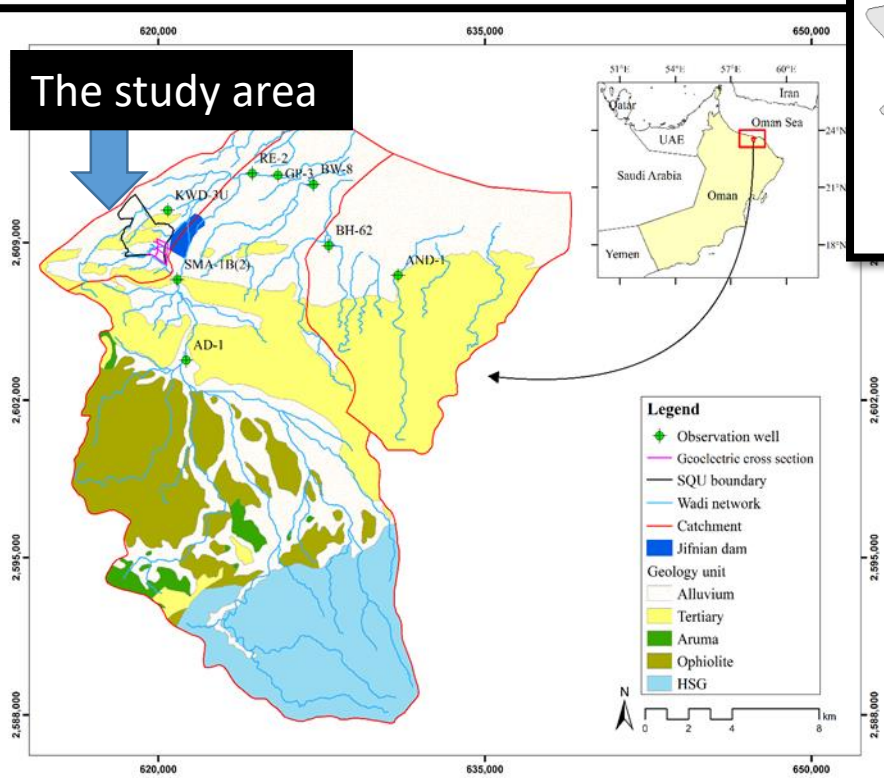 620,000 635,000 650,000
The study area
51°E 54°E 57°E 60°E
Qatar
Iran
Oman Sea
UAE
24°N
Saudi Arabia
21°N
Oman
Yemen
18°N
RE-2
GP-3
BW-8
KWD-3U
2,609,000
BH-62
SMA-1B(2)
AND-1
AD-1
2,602,000 2,602,000
Legend
Observation well
Geoelectric cross section
SQU boundary
Wadi network
Catchment
Jifnian dam
Geology unit
Alluvium
Tertiary
Aruma
Ophiolite
HSG
2,595,000 2,595,000
N
km
0 2 4 8
2,588,000 2,588,000
620,000 635,000 650,000